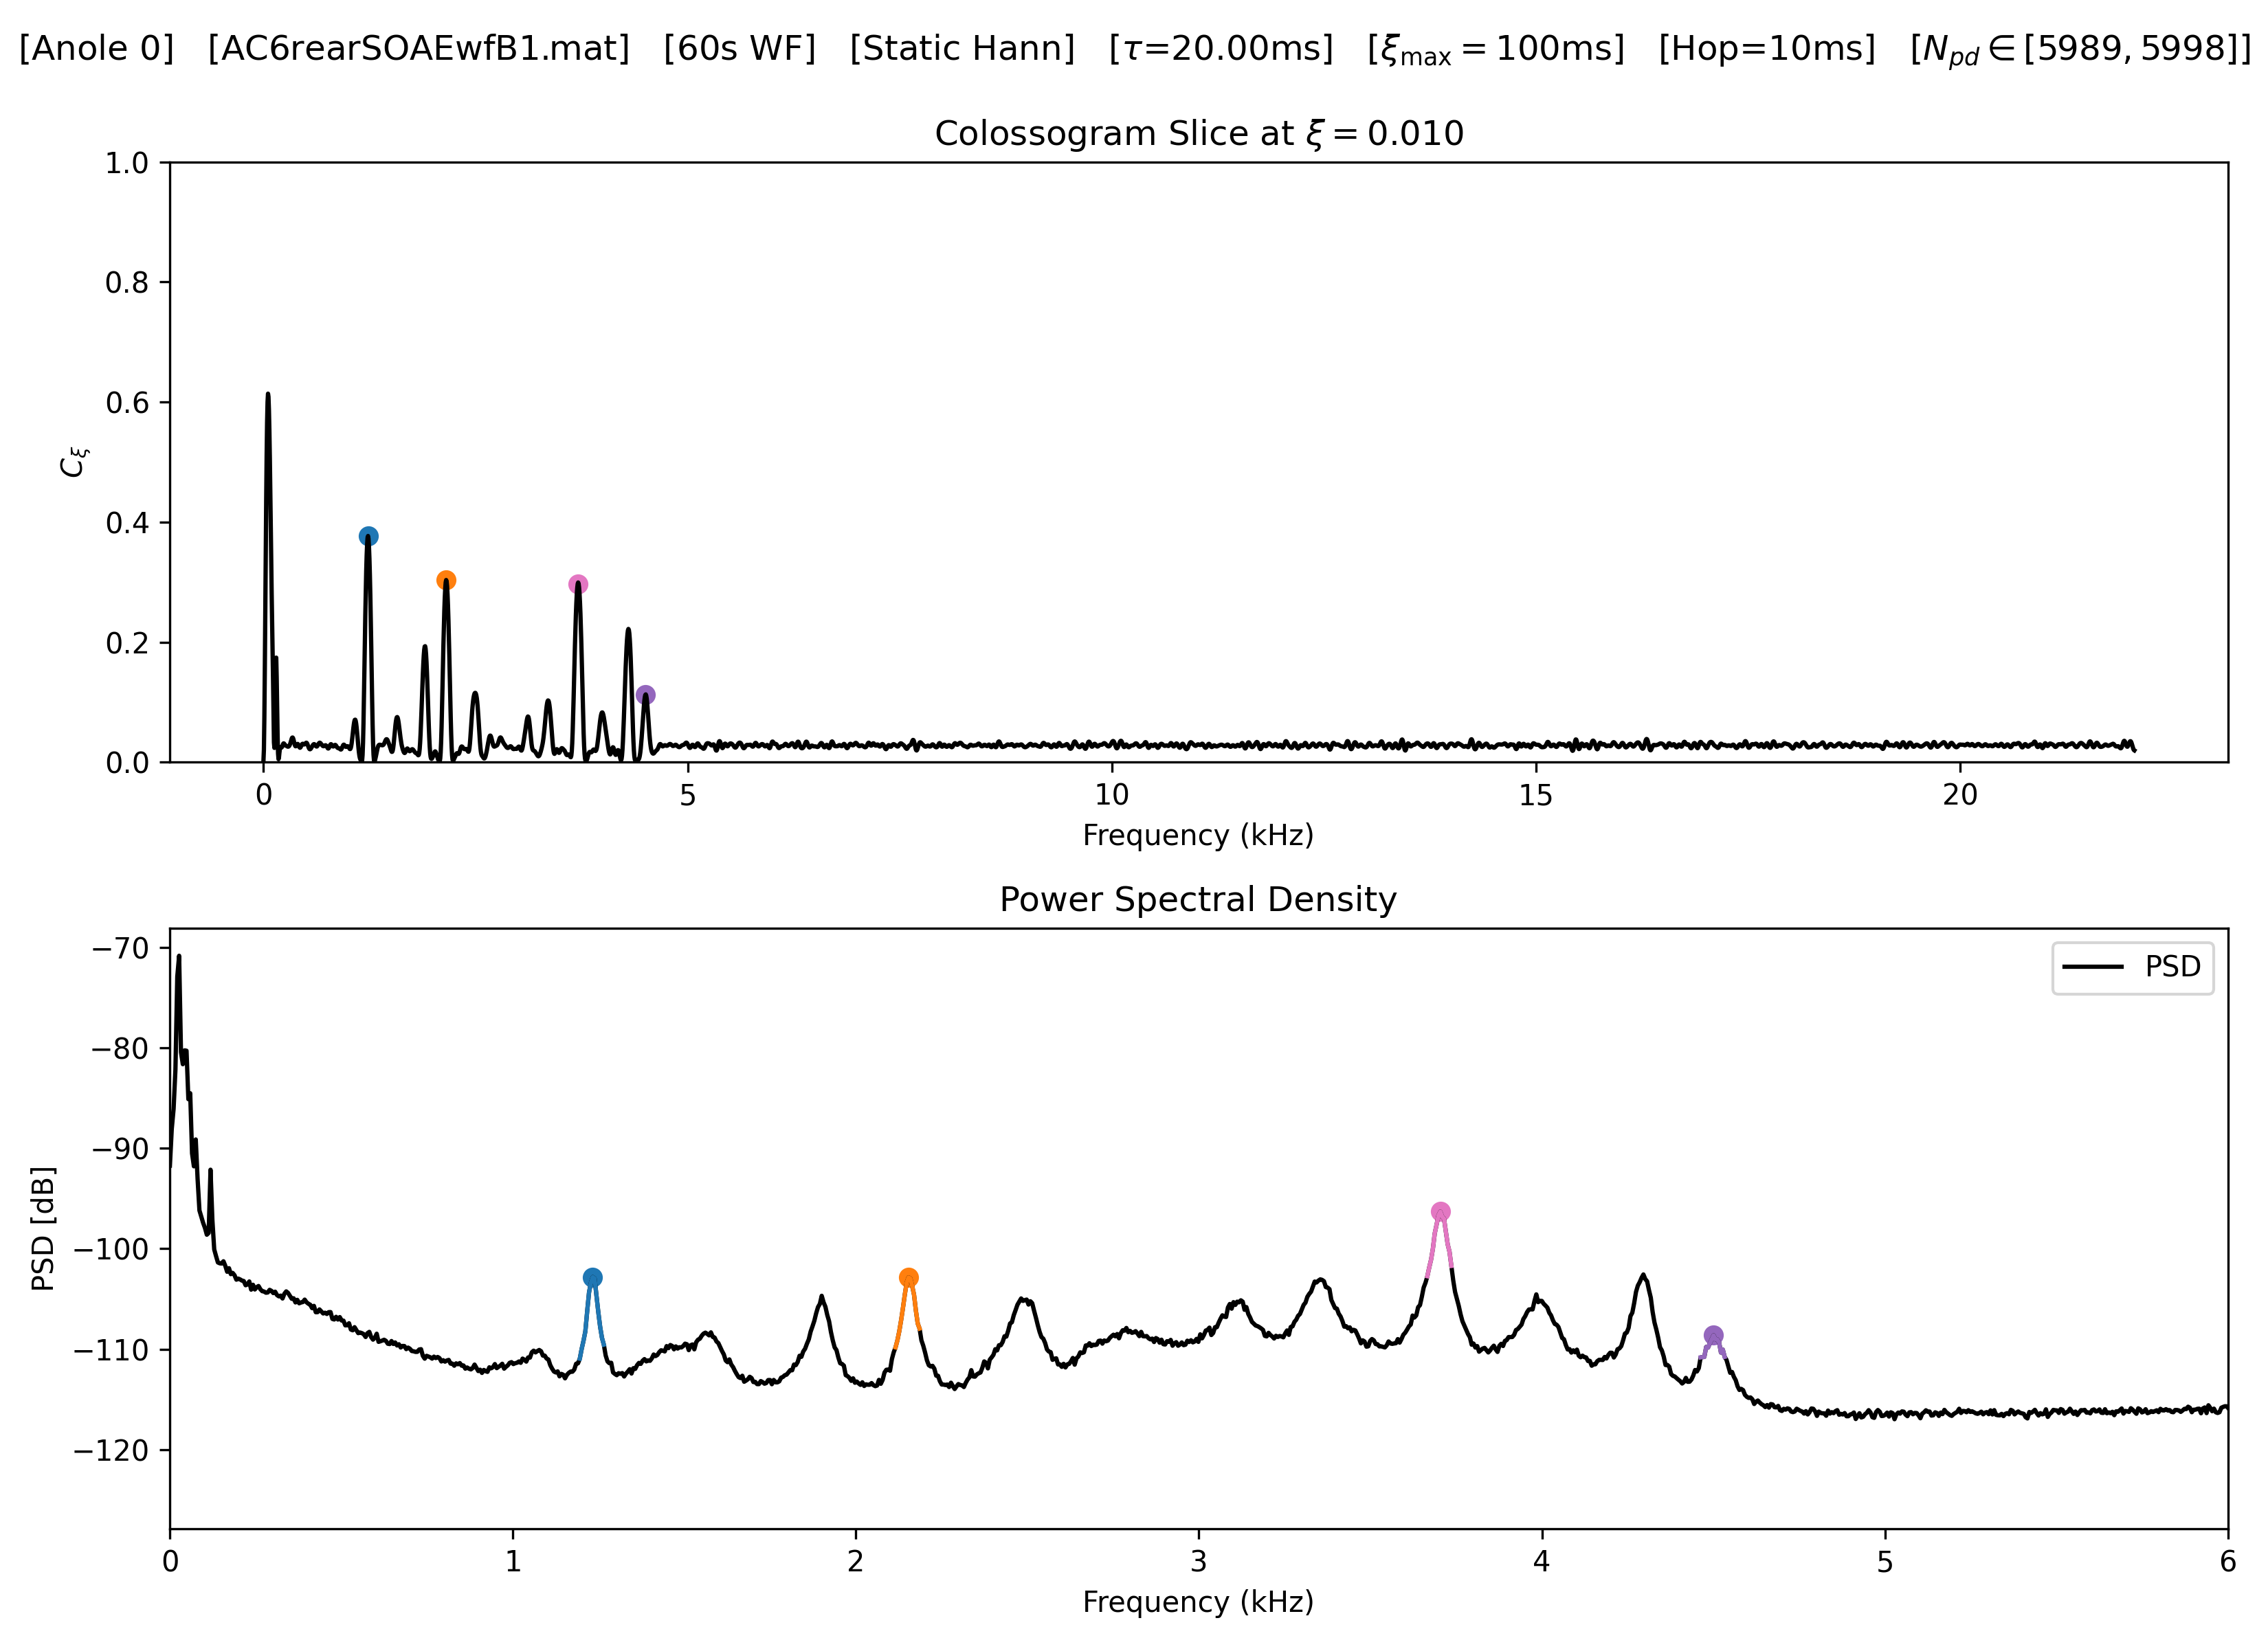 [Anole 0] [AC6rearSOAEwfB1.mat] [60s WF] [Static Hann] [τ=20.00ms] [ξmax = 100ms] [Hop=10ms] [Npd ∈ [5989, 5998]]
Colossogram Slice at ξ = 0.010
1.0
0.8
0.6
0.4
0.2
0.0
Cξ
0 5 10 15 20
Frequency (kHz)
Power Spectral Density
PSD
−70
−80
−90
−100
−110
−120
PSD [dB]
0 1 2 3 4 5 6
Frequency (kHz)